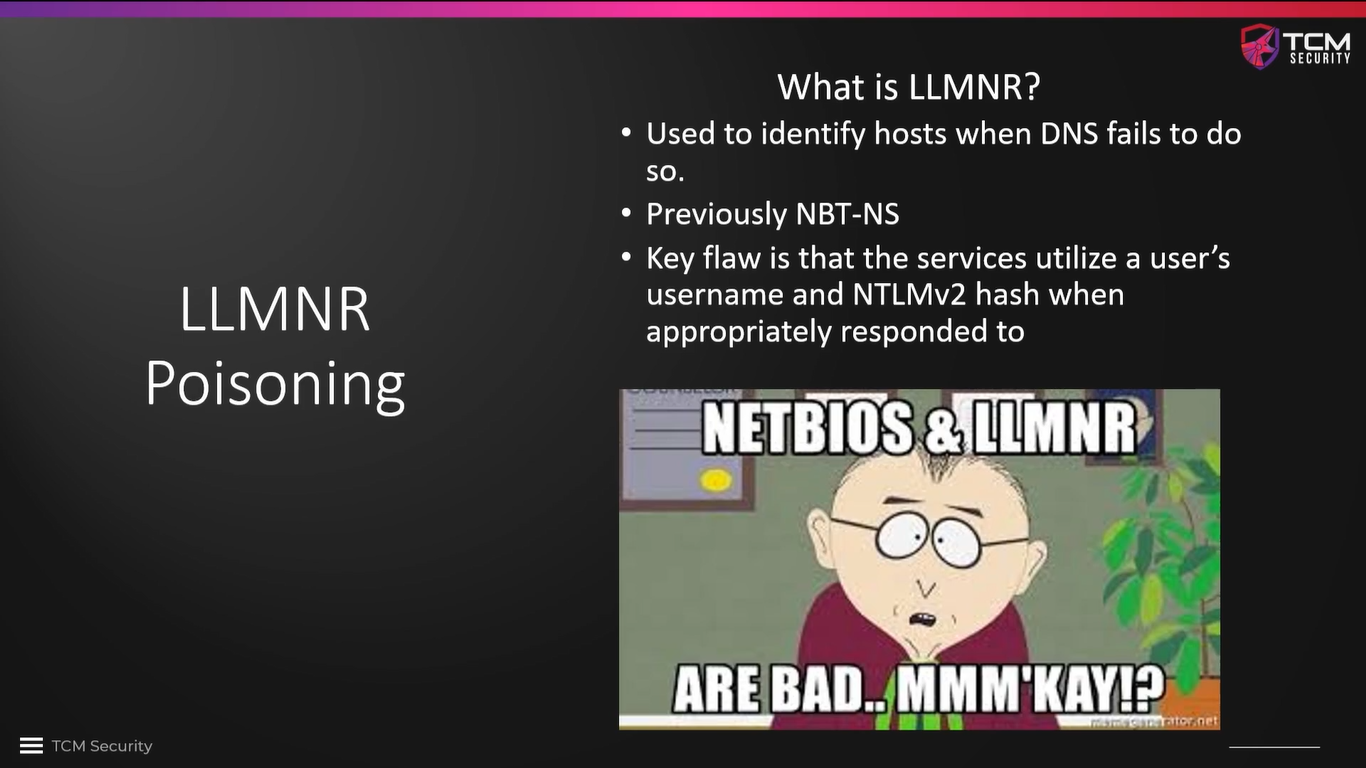 TCM
SECURITY
What is LLMNR?
• Used to identify hosts when DNS fails to do
so.
• Previously NBT-NS
• Key flaw is that the services utilize a user’s
username and NTLMv2 hash when
appropriately responded to
LLMNR
Poisoning
COUNSELOR
NETBIOS & LLMNR
ARE BAD.. MMM'KAY!?
memegenerator.net
TCM Security